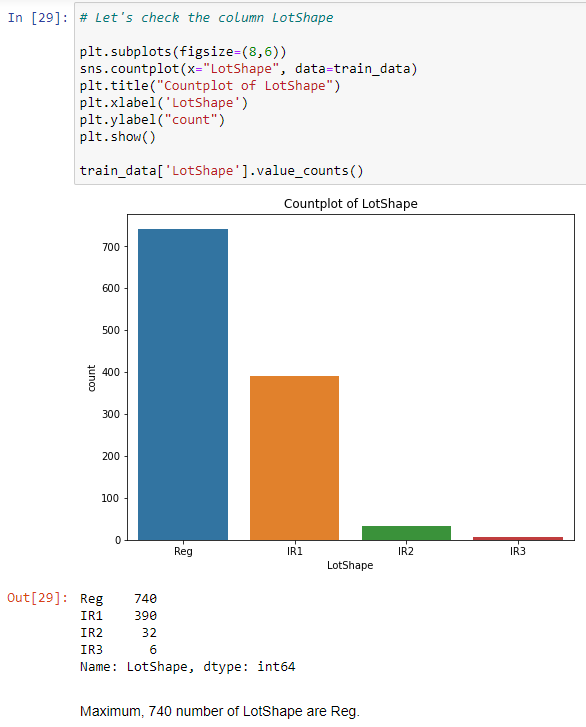 In [29]: # Let's check the column LotShape
plt.subplots(figsize=(8,6))
sns.countplot(x="LotShape", data=train_data)
plt.title("Countplot of LotShape")
plt.xlabel('LotShape')
plt.ylabel("count")
plt.show()
train_data['LotShape'].value_counts()
Countplot of LotShape
700
600
500
400
300
200
100
0
count
Reg IR1 IR2 IR3
LotShape
Out[29]: Reg 740
IR1 390
IR2 32
IR3 6
Name: LotShape, dtype: int64
Maximum, 740 number of LotShape are Reg.